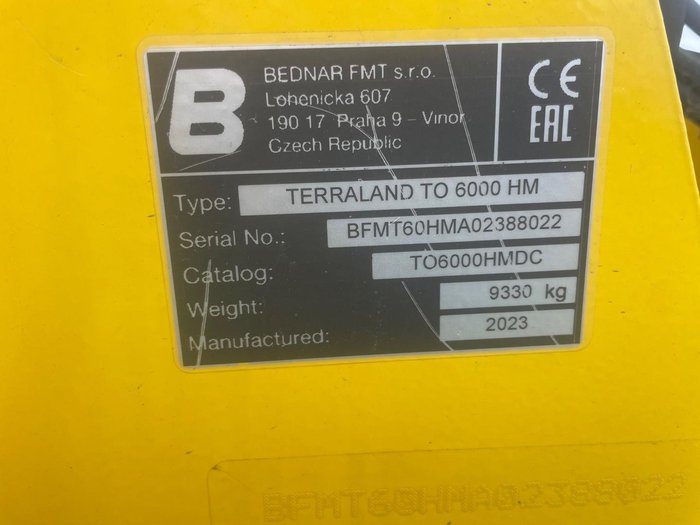 B
BEDNAR FMT s.r.o.
Lohenicka 607
190 17 Praha 9 - Vinor
Czech Republic
CE
EAC
Type: TERRALAND TO 6000 HM
Serial No.: BFMT60HMA02388022
Catalog: TO6000HMDC
Weight: 9330 kg
Manufactured: 2023
BFMT60HMA02388022